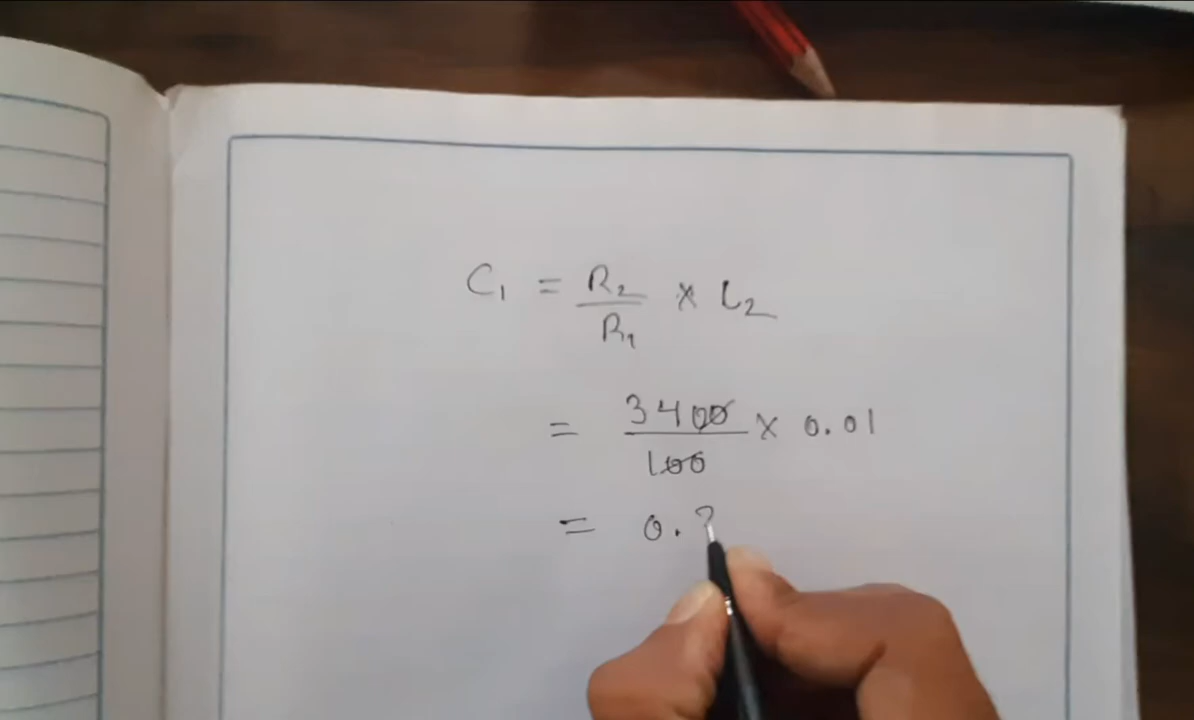 C₁ = R₂/R₁ × C₂
= 3400/100 × 0.01
= 0.